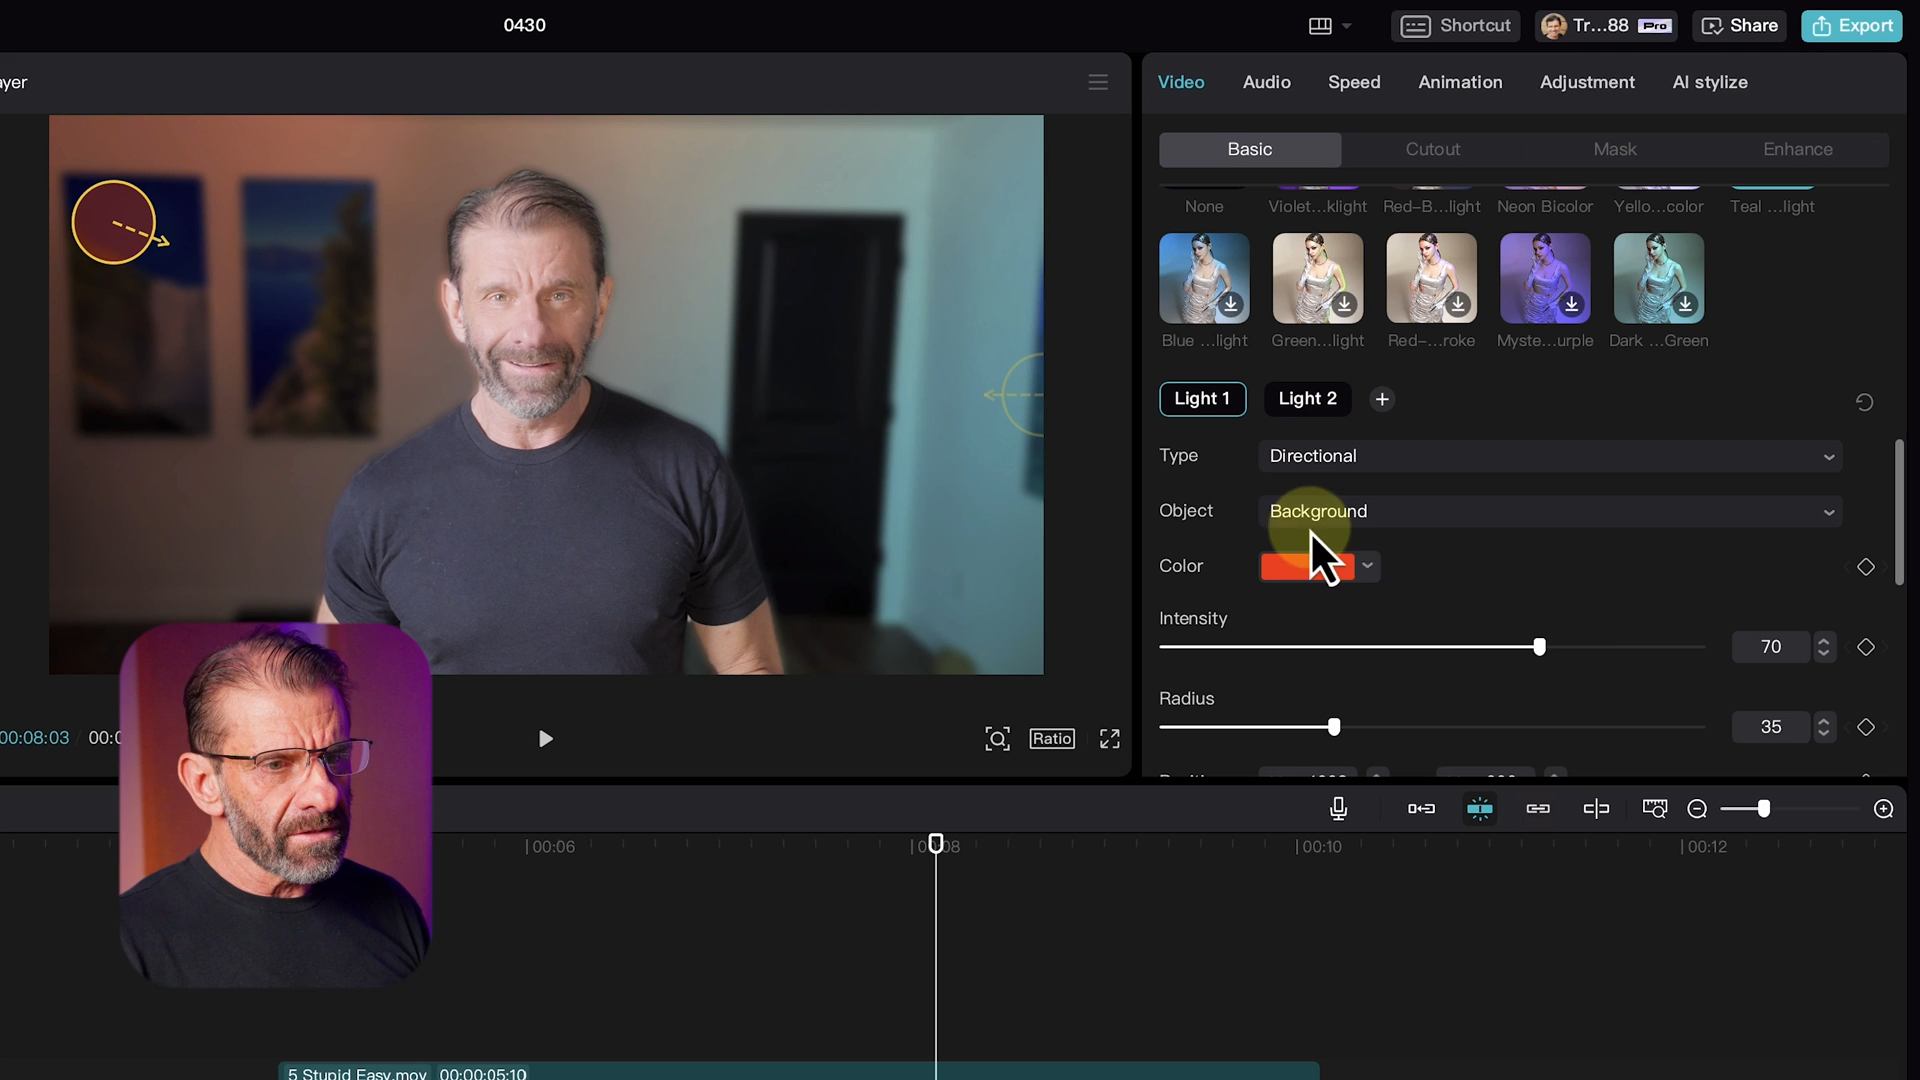 0430
Shortcut
Tr...88 Pro
Share
Export
ayer
Video
Audio
Speed
Animation
Adjustment
AI stylize
Basic
Cutout
Mask
Enhance
None
Violet...klight
Red-B...light
Neon Bicolor
Yello...color
Teal ...light
Blue ...light
Green...light
Red-...roke
Myste...urple
Dark ...Green
Light 1
Light 2
Type
Directional
Object
Background
Color
Intensity
70
Radius
35
00:08:03
00:0
Ratio
00:06
00:08
00:10
00:12
5 Stupid Easy.mov 00:00:05:10